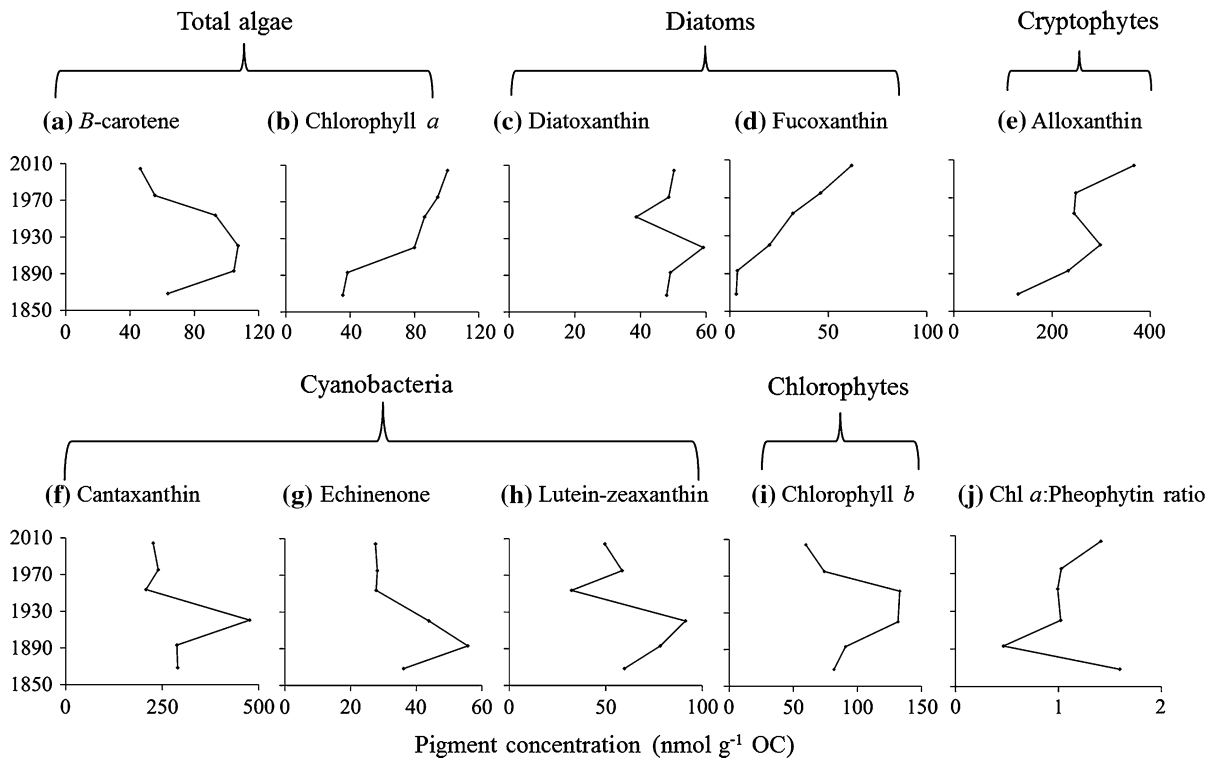 Total algae
Diatoms
Cryptophytes
(a) B-carotene
(b) Chlorophyll a
(c) Diatoxanthin
(d) Fucoxanthin
(e) Alloxanthin
2010
1970
1930
1890
1850
0 40 80 120
0 40 80 120
0 20 40 60
0 50 100
0 200 400
Cyanobacteria
Chlorophytes
(f) Cantaxanthin
(g) Echinenone
(h) Lutein-zeaxanthin
(i) Chlorophyll b
(j) Chl a:Pheophytin ratio
2010
1970
1930
1890
1850
0 250 500
0 20 40 60
0 50 100
0 50 100 150
0 1 2
Pigment concentration (nmol g-1 OC)